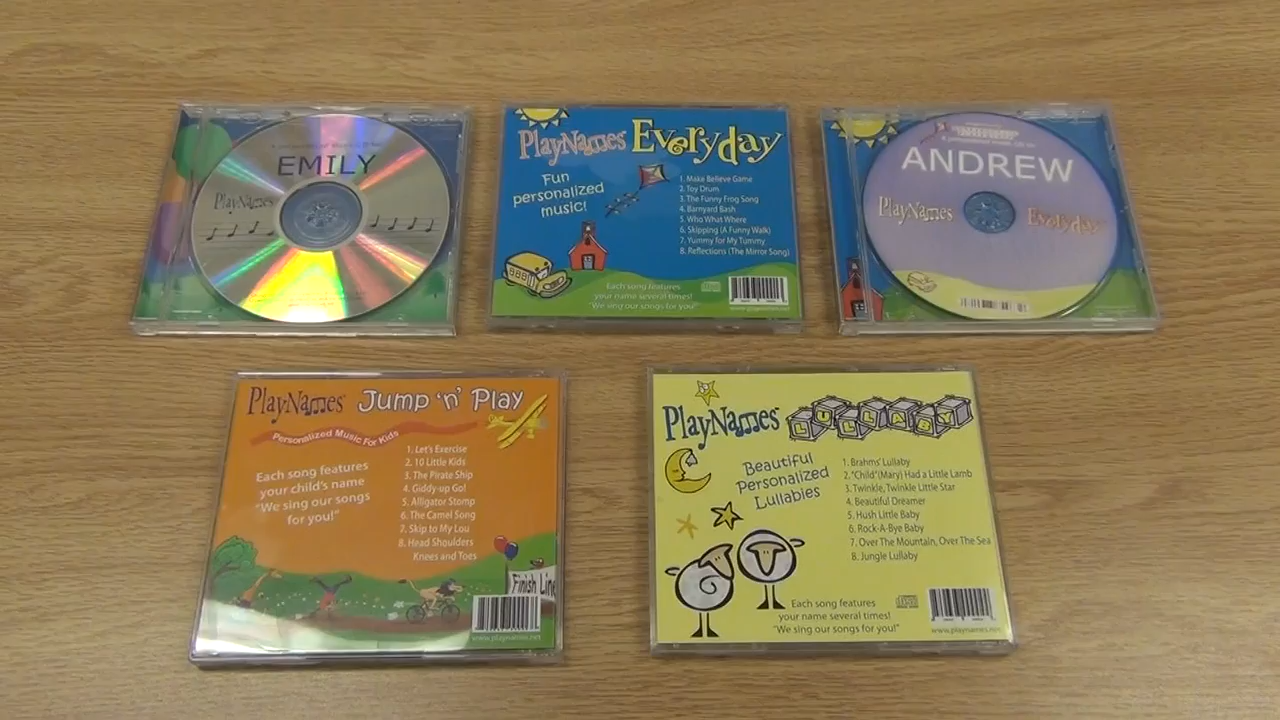 EMILY
PlayNames
PlayNames Everyday
Fun
personalized
music!
1. Make Believe Game
2. Toy Drum
3. The Funny Frog Song
4. Barnyard Bash
5. Who What Where
6. Skipping (A Funny Walk)
7. Yummy for My Tummy
8. Reflections (The Mirror Song)
Each song features
your name several times!
"We sing our songs for you!"
ANDREW
PlayNames Everyday
PlayNames Jump 'n' Play
Personalized Music For Kids
Each song features
your child's name
"We sing our songs
for you!"
1. Let's Exercise
2. 10 Little Kids
3. The Pirate Ship
4. Giddy-up Go!
5. Alligator Stomp
6. The Camel Song
7. Skip to My Lou
8. Head Shoulders
Knees and Toes
Finish Line
www.playnames.net
PlayNames LULLABY
Beautiful
Personalized
Lullabies
1. Brahms' Lullaby
2. "Child" (Mary) Had a Little Lamb
3. Twinkle, Twinkle Little Star
4. Beautiful Dreamer
5. Hush Little Baby
6. Rock-A-Bye Baby
7. Over The Mountain, Over The Sea
8. Jungle Lullaby
Each song features
your name several times!
"We sing our songs for you!"
www.playnames.net